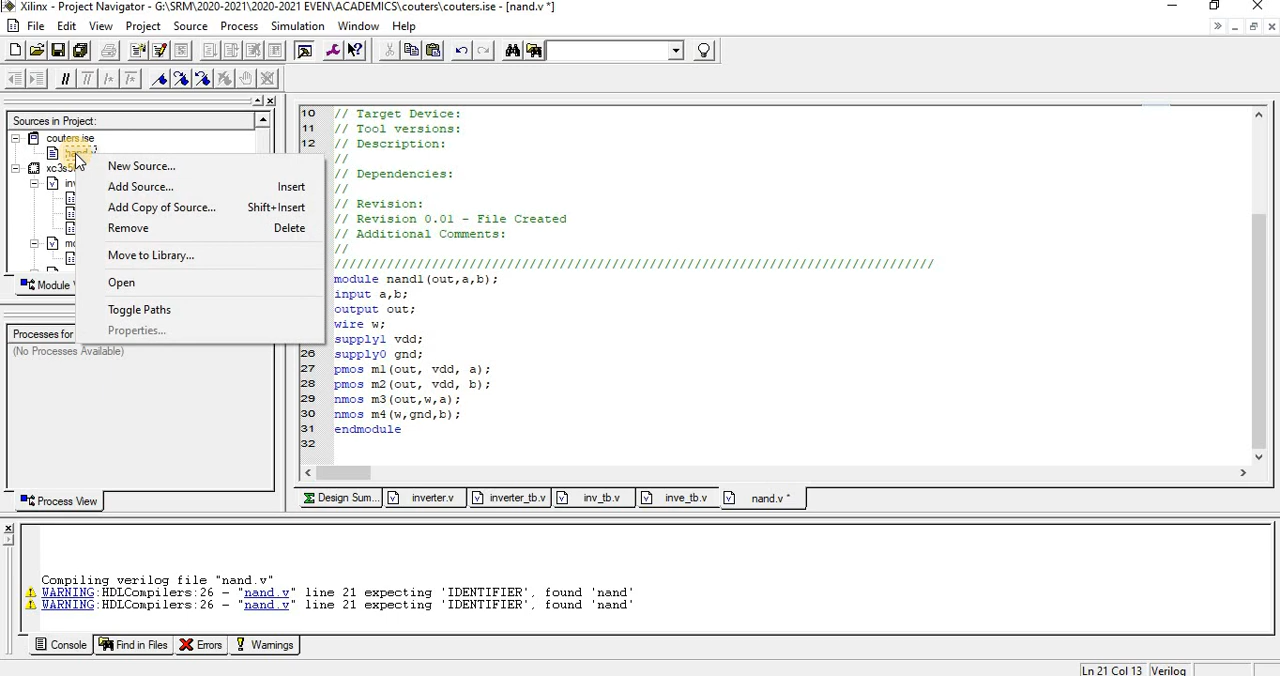 Xilinx - Project Navigator - G:\SRM\2020-2021\2020-2021 EVEN\ACADEMICS\couters\couters.ise - [nand.v *]
File Edit View Project Source Process Simulation Window Help
Sources in Project:
couters.ise
New Source...
Add Source... Insert
Add Copy of Source... Shift+Insert
Remove Delete
Move to Library...
Open
Toggle Paths
Properties...
Module
Processes for
(No Processes Available)
Process View
10 // Target Device:
11 // Tool versions:
12 // Description:
//
// Dependencies:
//
// Revision:
// Revision 0.01 - File Created
// Additional Comments:
//
////////////////////////////////////////////////////////////////////////////////
module nand1(out,a,b);
input a,b;
output out;
wire w;
supply1 vdd;
26 supply0 gnd;
27 pmos m1(out, vdd, a);
28 pmos m2(out, vdd, b);
29 nmos m3(out,w,a);
30 nmos m4(w,gnd,b);
31 endmodule
32
Design Sum... inverter.v inverter_tb.v inv_tb.v inve_tb.v nand.v *
Compiling verilog file "nand.v"
WARNING:HDLCompilers:26 - "nand.v" line 21 expecting 'IDENTIFIER', found 'nand'
WARNING:HDLCompilers:26 - "nand.v" line 21 expecting 'IDENTIFIER', found 'nand'
Console Find in Files Errors Warnings
Ln 21 Col 13 Verilog